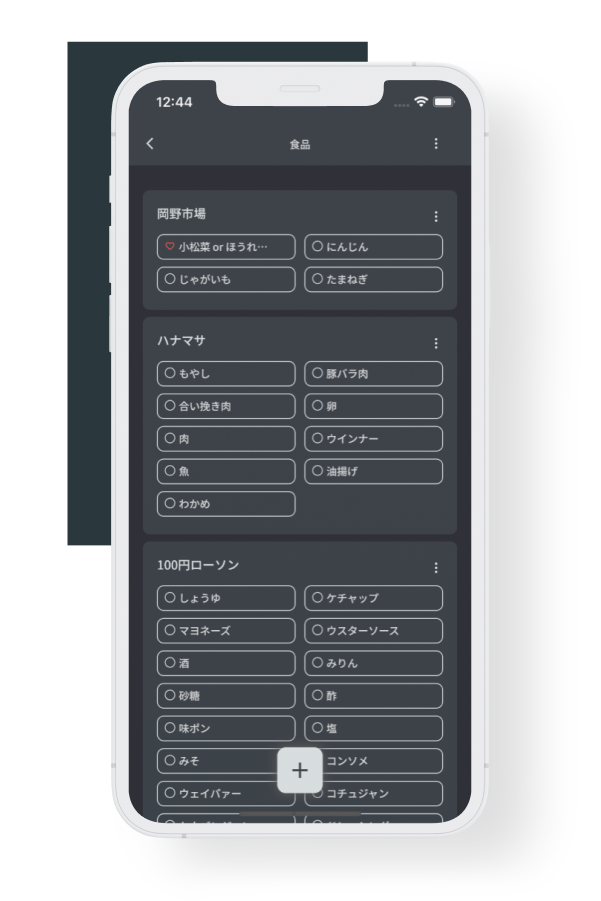 12:44
食品
岡野市場
小松菜 or ほうれ…
にんじん
じゃがいも
たまねぎ
ハナマサ
もやし
豚バラ肉
合い挽き肉
卵
肉
ウインナー
魚
油揚げ
わかめ
100円ローソン
しょうゆ
ケチャップ
マヨネーズ
ウスターソース
酒
みりん
砂糖
酢
味ポン
塩
みそ
コンソメ
ウェイパァー
コチュジャン